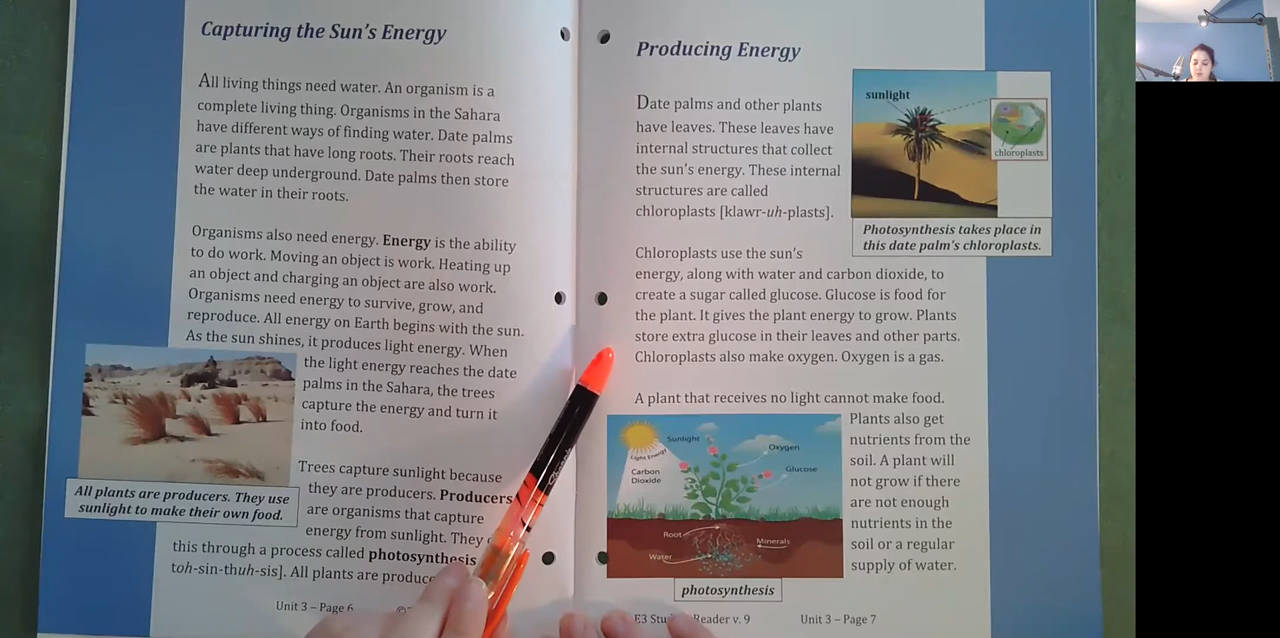 Capturing the Sun's Energy
All living things need water. An organism is a
complete living thing. Organisms in the Sahara
have different ways of finding water. Date palms
are plants that have long roots. Their roots reach
water deep underground. Date palms then store
the water in their roots.
Organisms also need energy. Energy is the ability
to do work. Moving an object is work. Heating up
an object and charging an object are also work.
Organisms need energy to survive, grow, and
reproduce. All energy on Earth begins with the sun.
As the sun shines, it produces light energy. When
the light energy reaches the date
palms in the Sahara, the trees
capture the energy and turn it
into food.
All plants are producers. They use
sunlight to make their own food.
Trees capture sunlight because
they are producers. Producers
are organisms that capture
energy from sunlight. They
this through a process called photosynthesis
toh-sin-thuh-sis]. All plants are
Unit 3 – Page 6
Producing Energy
Date palms and other plants
have leaves. These leaves have
internal structures that collect
the sun's energy. These internal
structures are called
chloroplasts [klawr-uh-plasts].
sunlight
chloroplasts
Photosynthesis takes place in
this date palm's chloroplasts.
Chloroplasts use the sun's
energy, along with water and carbon dioxide, to
create a sugar called glucose. Glucose is food for
the plant. It gives the plant energy to grow. Plants
store extra glucose in their leaves and other parts.
Chloroplasts also make oxygen. Oxygen is a gas.
A plant that receives no light cannot make food.
Plants also get
nutrients from the
soil. A plant will
not grow if there
are not enough
nutrients in the
soil or a regular
supply of water.
Sunlight
Light Energy
Oxygen
Carbon
Dioxide
Glucose
Root
Minerals
Water
photosynthesis
E3 Reader v. 9
Unit 3 – Page 7